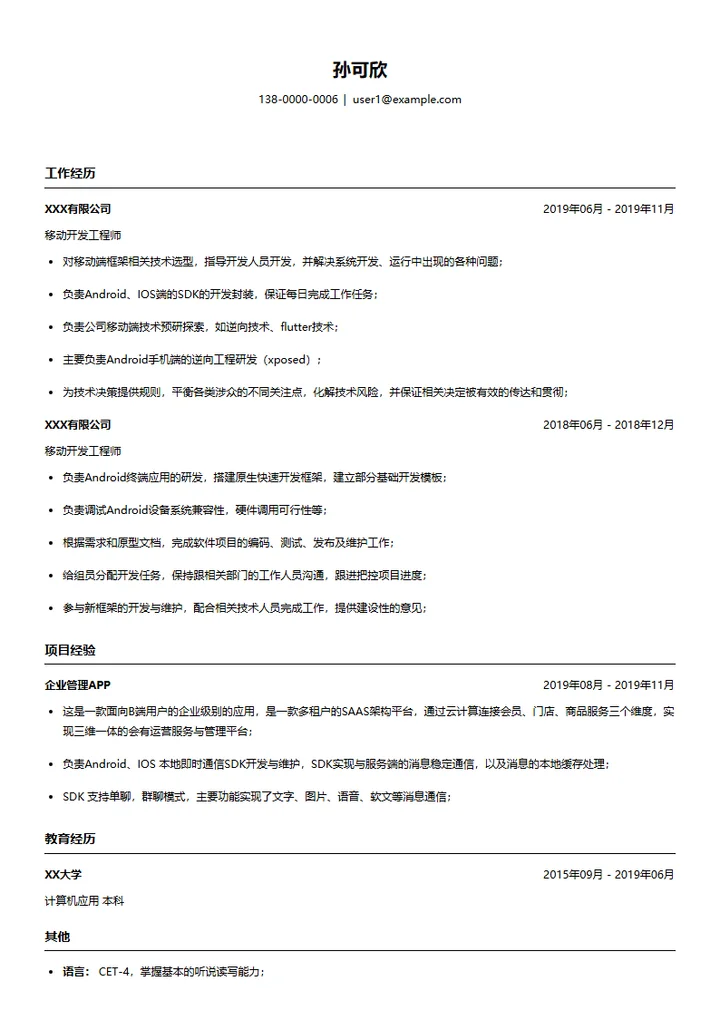 孙可欣
138-0000-0006 | user1@example.com
工作经历
XXX有限公司 2019年06月 - 2019年11月
移动开发工程师
• 对移动端框架相关技术选型，指导开发人员开发，并解决系统开发、运行中出现的各种问题；
• 负责Android、IOS端的SDK的开发封装，保证每日完成工作任务；
• 负责公司移动端技术预研探索，如逆向技术、flutter技术；
• 主要负责Android手机端的逆向工程研发（xposed）；
• 为技术决策提供规则，平衡各类涉众的不同关注点，化解技术风险，并保证相关决定被有效的传达和贯彻；
XXX有限公司 2018年06月 - 2018年12月
移动开发工程师
• 负责Android终端应用的研发，搭建原生快速开发框架，建立部分基础开发模板；
• 负责调试Android设备系统兼容性，硬件调用可行性等；
• 根据需求和原型文档，完成软件项目的编码、测试、发布及维护工作；
• 给组员分配开发任务，保持跟相关部门的工作人员沟通，跟进把控项目进度；
• 参与新框架的开发与维护，配合相关技术人员完成工作，提供建设性的意见；
项目经验
企业管理APP 2019年08月 - 2019年11月
• 这是一款面向B端用户的企业级别的应用，是一款多租户的SAAS架构平台，通过云计算连接会员、门店、商品服务三个维度，实
现三维一体的会有运营服务与管理平台；
• 负责Android、IOS 本地即时通信SDK开发与维护，SDK实现与服务端的消息稳定通信，以及消息的本地缓存处理；
• SDK 支持单聊，群聊模式，主要功能实现了文字、图片、语音、软文等消息通信；
教育经历
XX大学 2015年09月 - 2019年06月
计算机应用 本科
其他
• 语言： CET-4，掌握基本的听说读写能力；